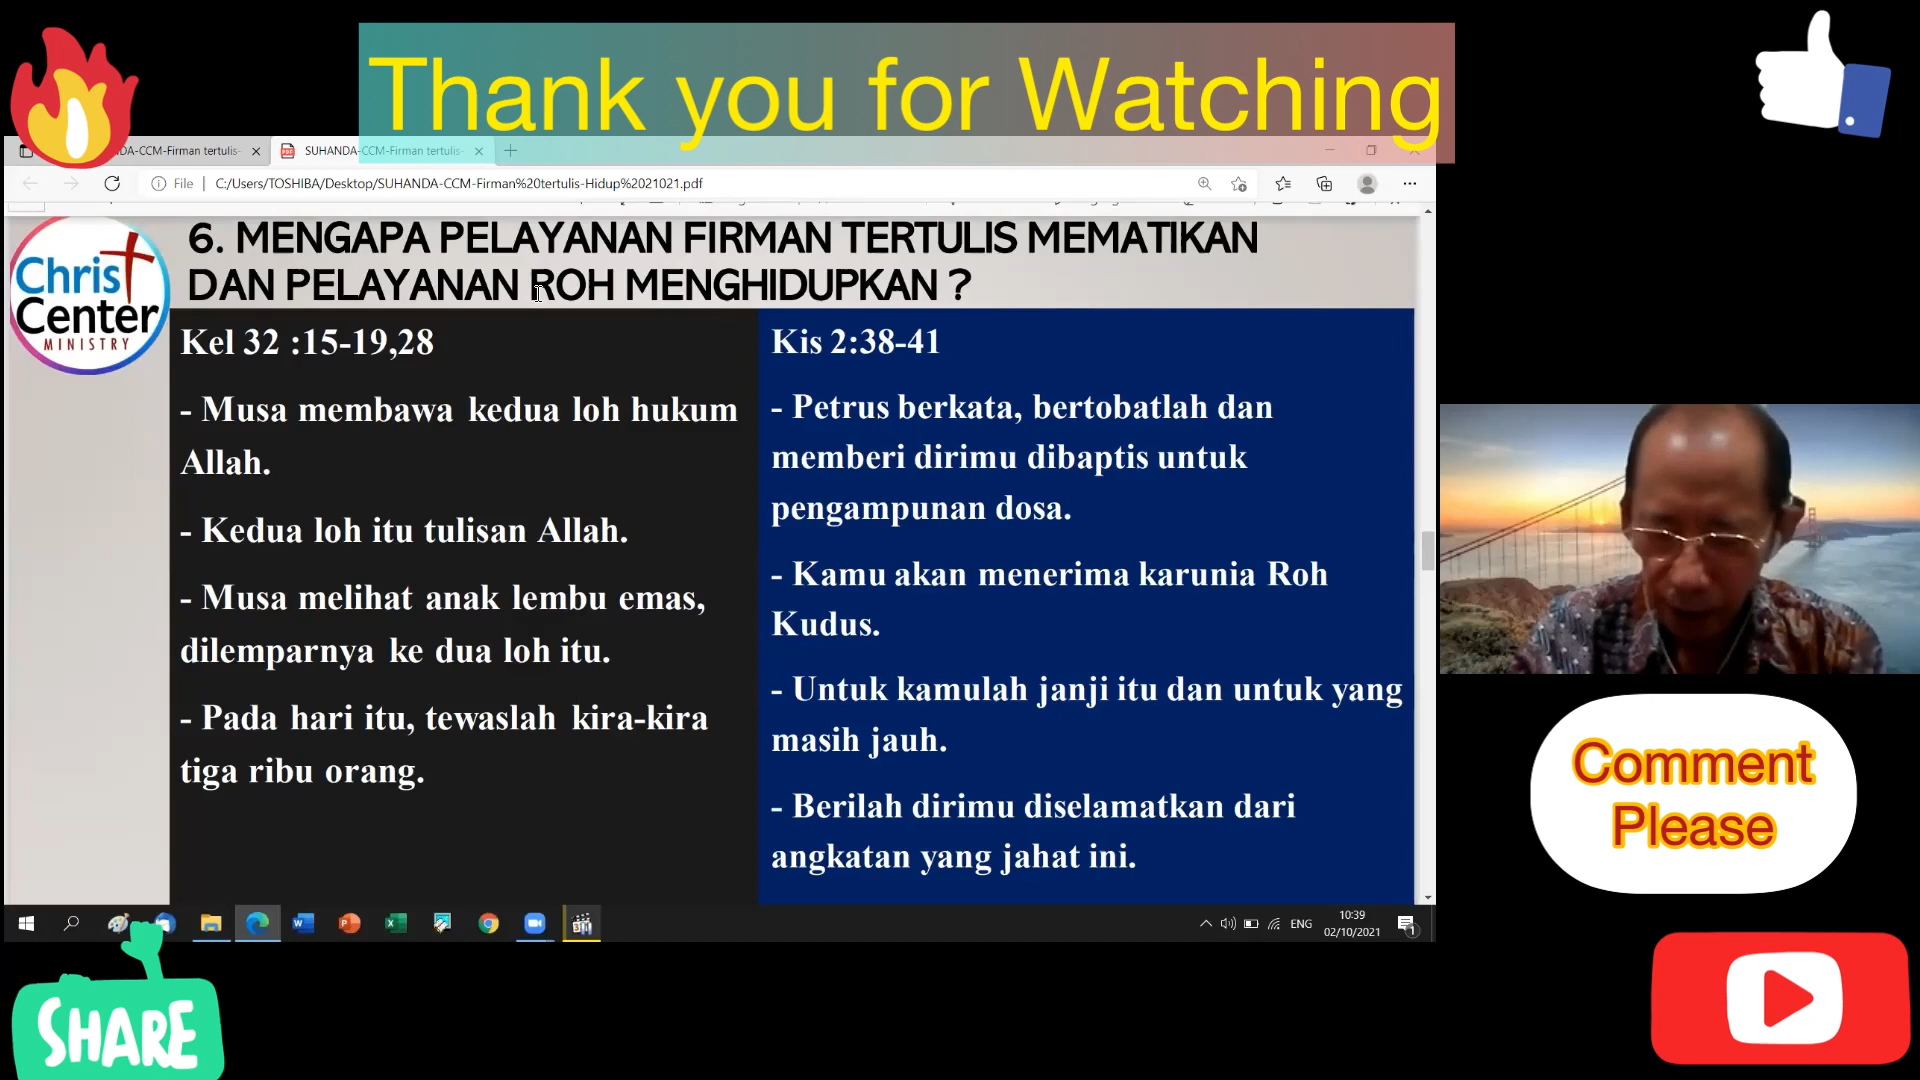 Thank you for Watching
DA-CCM-Firman tertulis-
SUHANDA-CCM-Firman tertulis-
File
C:/Users/TOSHIBA/Desktop/SUHANDA-CCM-Firman%20tertulis-Hidup%2021021.pdf
Christ
Center
MINISTRY
6. MENGAPA PELAYANAN FIRMAN TERTULIS MEMATIKAN
DAN PELAYANAN ROH MENGHIDUPKAN ?
Kel 32 :15-19,28
- Musa membawa kedua loh hukum
Allah.
- Kedua loh itu tulisan Allah.
- Musa melihat anak lembu emas,
dilemparnya ke dua loh itu.
- Pada hari itu, tewaslah kira-kira
tiga ribu orang.
Kis 2:38-41
- Petrus berkata, bertobatlah dan
memberi dirimu dibaptis untuk
pengampunan dosa.
- Kamu akan menerima karunia Roh
Kudus.
- Untuk kamulah janji itu dan untuk yang
masih jauh.
- Berilah dirimu diselamatkan dari
angkatan yang jahat ini.
Comment
Please
ENG
10:39
02/10/2021
1
SHARE